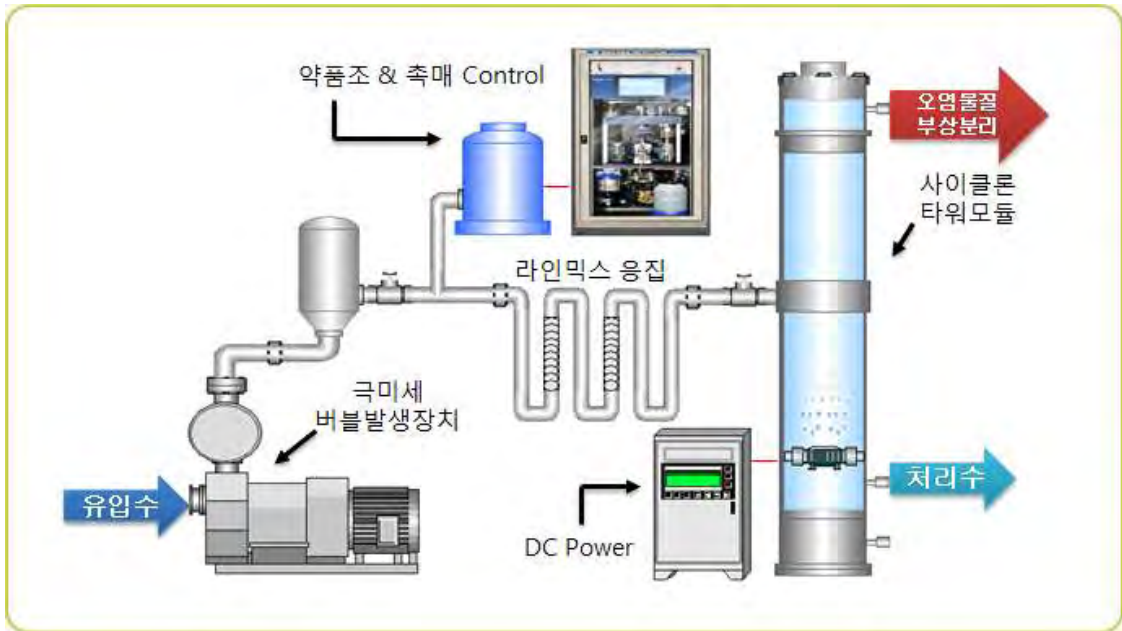 약품조 & 촉매 Control
오염물질
부상분리
사이클론
타워모듈
라인믹스 응집
극미세
버블발생장치
유입수
처리수
DC Power